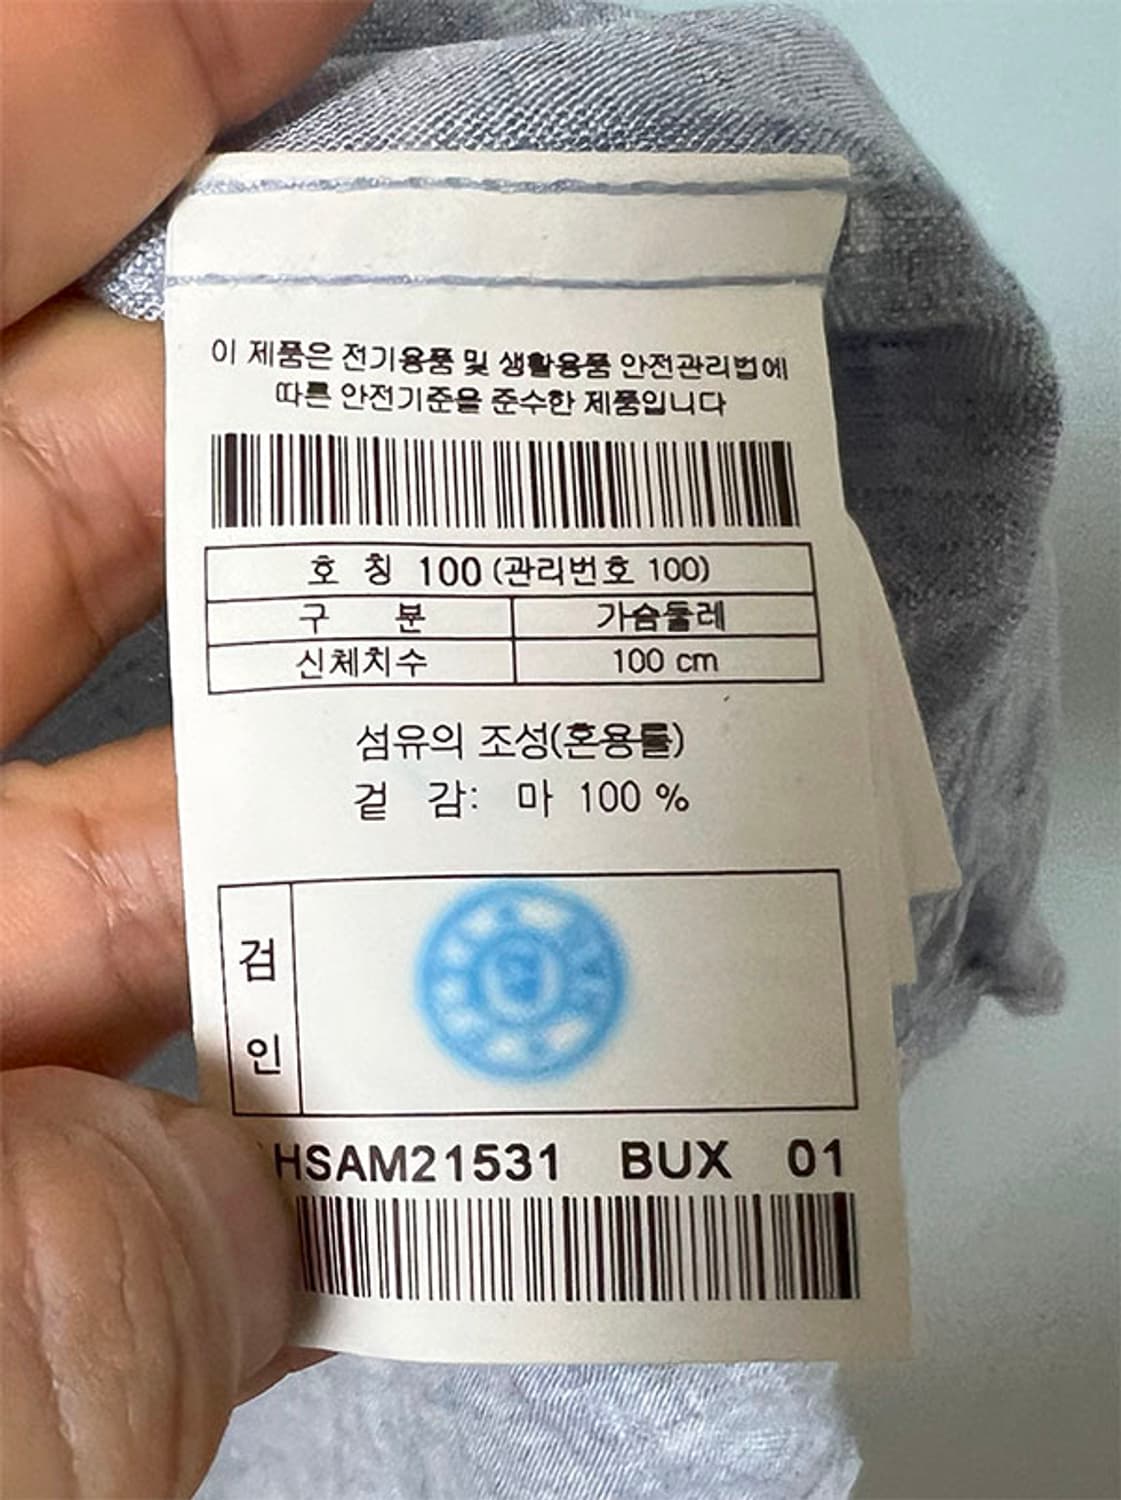 이 제품은 전기용품 및 생활용품 안전관리법에
따른 안전기준을 준수한 제품입니다
호 칭 100 (관리번호 100)
구 분 가슴둘레
신체치수 100 cm
섬유의 조성(혼용률)
겉 감: 마 100 %
검
인
HSAM21531 BUX 01